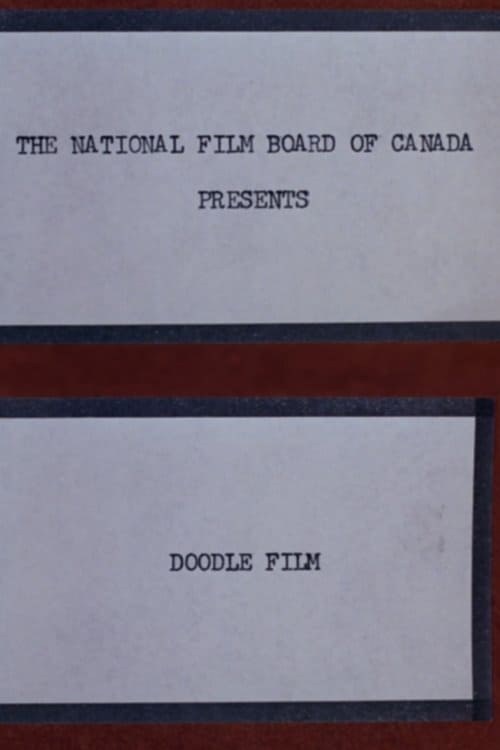 THE NATIONAL FILM BOARD OF CANADA
PRESENTS
DOODLE FILM